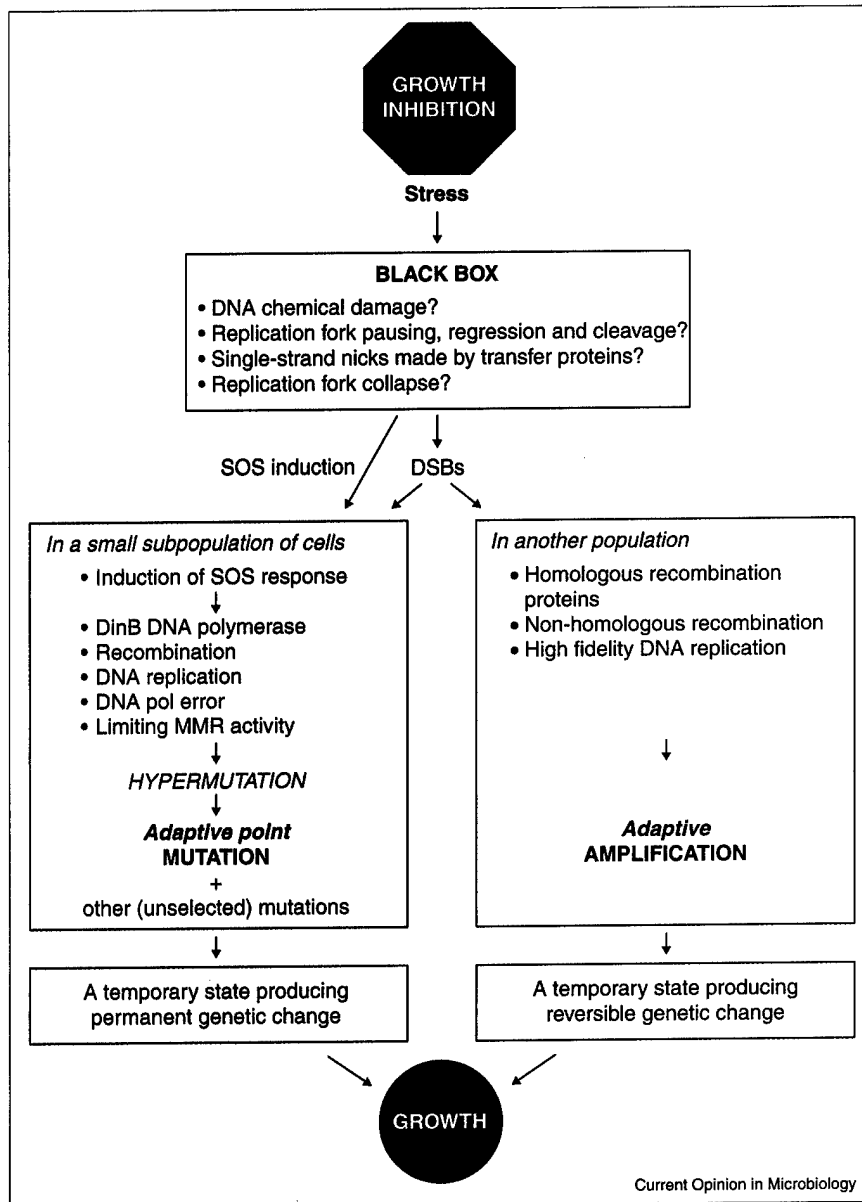 GROWTH
INHIBITION
Stress
BLACK BOX
• DNA chemical damage?
• Replication fork pausing, regression and cleavage?
• Single-strand nicks made by transfer proteins?
• Replication fork collapse?
SOS induction
DSBs
In a small subpopulation of cells
• Induction of SOS response
• DinB DNA polymerase
• Recombination
• DNA replication
• DNA pol error
• Limiting MMR activity
HYPERMUTATION
Adaptive point
MUTATION
+
other (unselected) mutations
In another population
• Homologous recombination
proteins
• Non-homologous recombination
• High fidelity DNA replication
Adaptive
AMPLIFICATION
A temporary state producing
permanent genetic change
A temporary state producing
reversible genetic change
GROWTH
Current Opinion in Microbiology